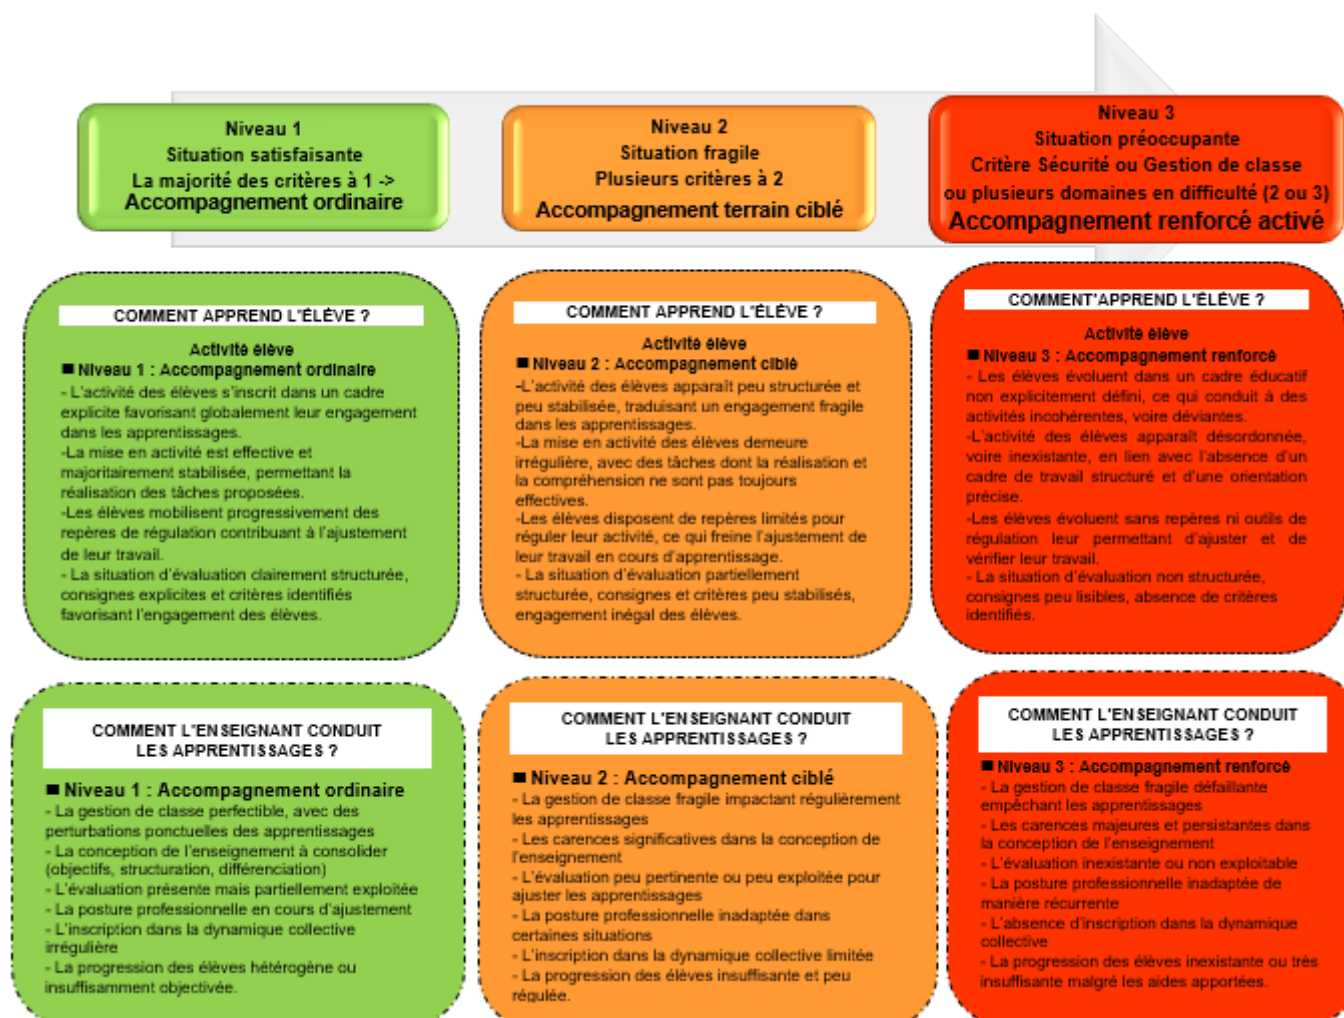 Niveau 1
Situation satisfaisante
La majorité des critères à 1 ->
Accompagnement ordinaire
Niveau 2
Situation fragile
Plusieurs critères à 2
Accompagnement terrain ciblé
Niveau 3
Situation préoccupante
Critère Sécurité ou Gestion de classe
ou plusieurs domaines en difficulté (2 ou 3)
Accompagnement renforcé activé
COMMENT APPREND L'ÉLÈVE ?
Activité élève
■ Niveau 1 : Accompagnement ordinaire
- L'activité des élèves s'inscrit dans un cadre
explicite favorisant globalement leur engagement
dans les apprentissages.
-La mise en activité est effective et
majoritairement stabilisée, permettant la
réalisation des tâches proposées.
-Les élèves mobilisent progressivement des
repères de régulation contribuant à l'ajustement
de leur travail.
- La situation d'évaluation clairement structurée,
consignes explicites et critères identifiés
favorisant l'engagement des élèves.
COMMENT APPREND L'ÉLÈVE ?
Activité élève
■ Niveau 2 : Accompagnement ciblé
-L'activité des élèves apparaît peu structurée et
peu stabilisée, traduisant un engagement fragile
dans les apprentissages.
-La mise en activité des élèves demeure
irrégulière, avec des tâches dont la réalisation et
la compréhension ne sont pas toujours
effectives.
-Les élèves disposent de repères limités pour
réguler leur activité, ce qui freine l'ajustement de
leur travail en cours d'apprentissage.
- La situation d'évaluation partiellement
structurée, consignes et critères peu stabilisés,
engagement inégal des élèves.
COMMENT'APPREND L'ÉLÈVE ?
Activité élève
■ Niveau 3 : Accompagnement renforcé
- Les élèves évoluent dans un cadre éducatif
non explicitement défini, ce qui conduit à des
activités incohérentes, voire déviantes.
-L'activité des élèves apparaît désordonnée,
voire inexistante, en lien avec l'absence d'un
cadre de travail structuré et d'une orientation
précise.
-Les élèves évoluent sans repères ni outils de
régulation leur permettant d'ajuster et de
vérifier leur travail.
- La situation d'évaluation non structurée,
consignes peu lisibles, absence de critères
identifiés.
COMMENT L'ENSEIGNANT CONDUIT
LES APPRENTISSAGES ?
■ Niveau 1 : Accompagnement ordinaire
- La gestion de classe perfectible, avec des
perturbations ponctuelles des apprentissages
- La conception de l'enseignement à consolider
(objectifs, structuration, différenciation)
- L'évaluation présente mais partiellement exploitée
- La posture professionnelle en cours d'ajustement
- L'inscription dans la dynamique collective
irrégulière
- La progression des élèves hétérogène ou
insuffisamment objectivée.
COMMENT L'ENSEIGNANT CONDUIT
LES APPRENTISSAGES ?
■ Niveau 2 : Accompagnement ciblé
- La gestion de classe fragile impactant régulièrement
les apprentissages
- Les carences significatives dans la conception de
l'enseignement
- L'évaluation peu pertinente ou peu exploitée pour
ajuster les apprentissages
- La posture professionnelle inadaptée dans
certaines situations
- L'inscription dans la dynamique collective limitée
- La progression des élèves insuffisante et peu
régulée.
COMMENT L'ENSEIGNANT CONDUIT
LES APPRENTISSAGES ?
■ Niveau 3 : Accompagnement renforcé
- La gestion de classe fragile défaillante
empêchant les apprentissages
- Les carences majeures et persistantes dans
la conception de l'enseignement
- L'évaluation inexistante ou non exploitable
- La posture professionnelle inadaptée de
manière récurrente
- L'absence d'inscription dans la dynamique
collective
- La progression des élèves inexistante ou très
insuffisante malgré les aides apportées.